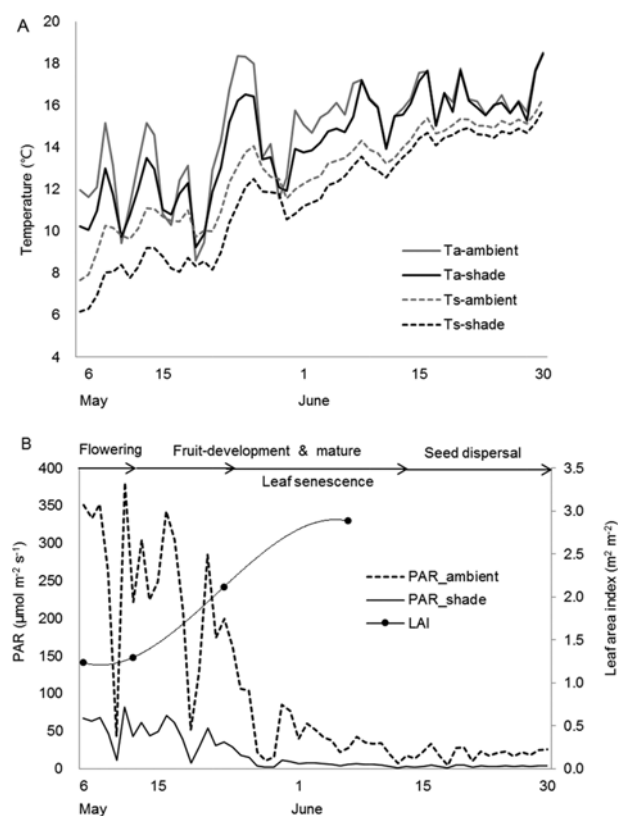 A
20
18
16
14
12
10
8
6
4
Temperature (℃)
Ta-ambient
Ta-shade
Ts-ambient
Ts-shade
6 15 1 15 30
May June
B
Flowering Fruit-development & mature Seed dispersal
Leaf senescence
400
350
300
250
200
150
100
50
0
PAR (μmol m⁻² s⁻¹)
3.5
3.0
2.5
2.0
1.5
1.0
0.5
0.0
Leaf area index (m² m⁻²)
PAR_ambient
PAR_shade
LAI
6 15 1 15 30
May June